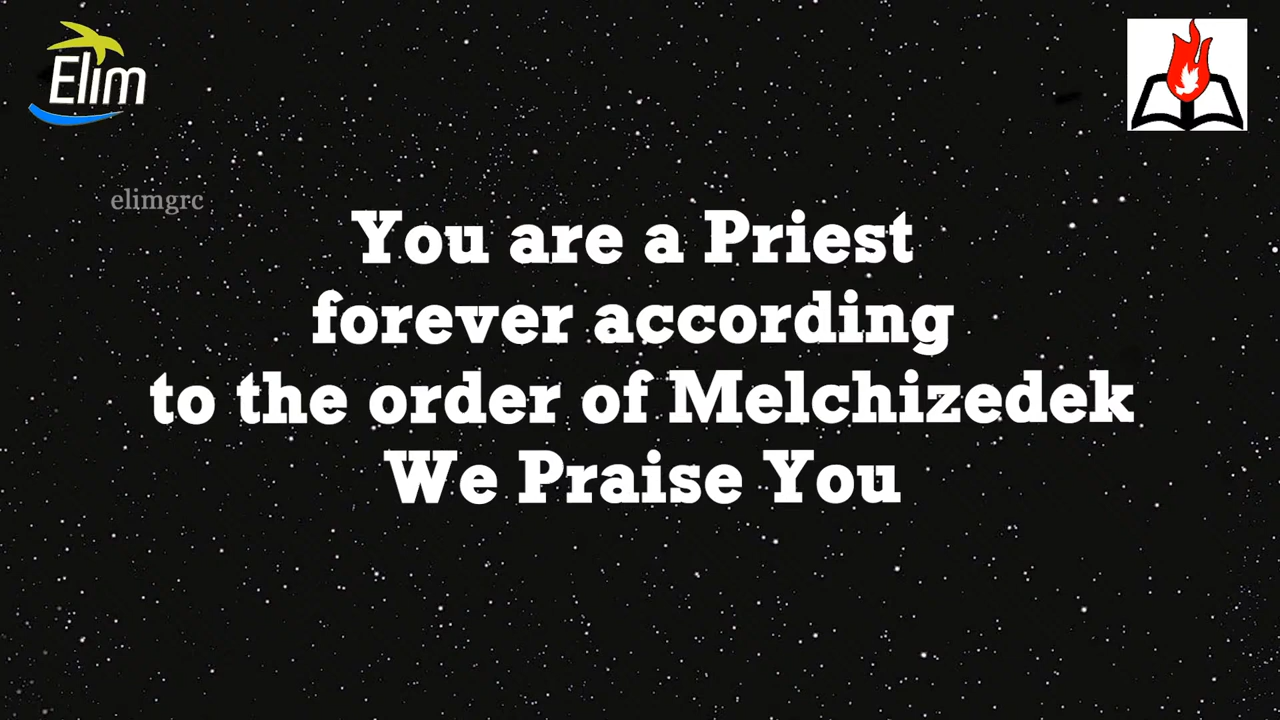 Elim
elimgrc
You are a Priest
forever according
to the order of Melchizedek
We Praise You